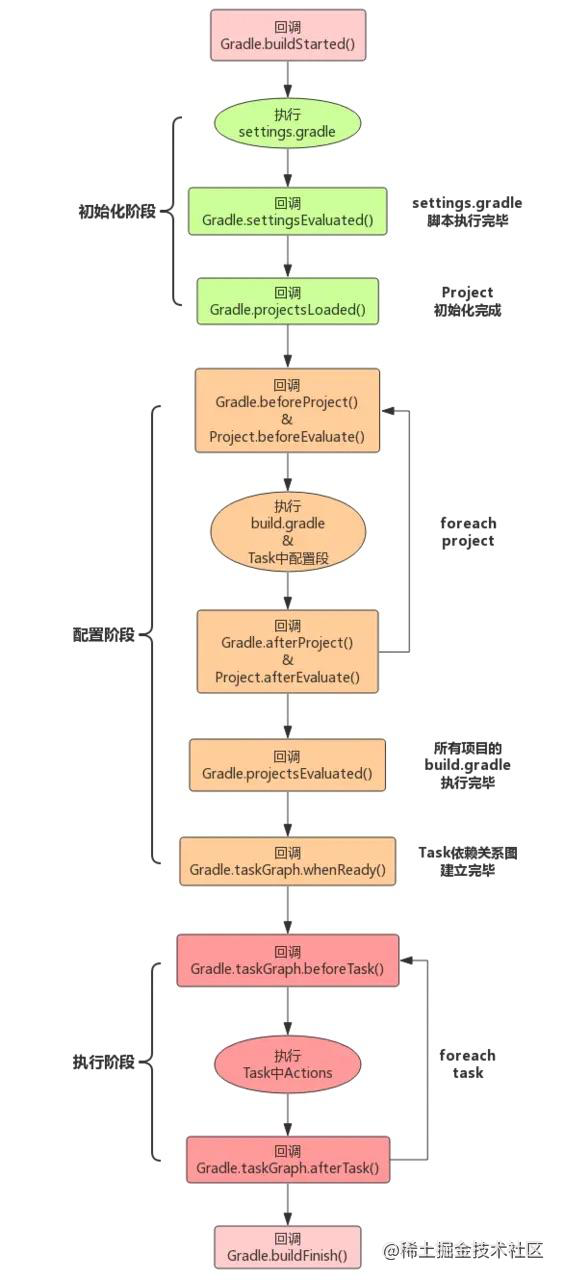 回调
Gradle.buildStarted()
执行
settings.gradle
初始化阶段
回调
Gradle.settingsEvaluated()
settings.gradle
脚本执行完毕
回调
Gradle.projectsLoaded()
Project
初始化完成
回调
Gradle.beforeProject()
&
Project.beforeEvaluate()
执行
build.gradle
&
Task中配置段
foreach
project
配置阶段
回调
Gradle.afterProject()
&
Project.afterEvaluate()
回调
Gradle.projectsEvaluated()
所有项目的
build.gradle
执行完毕
回调
Gradle.taskGraph.whenReady()
Task依赖关系图
建立完毕
回调
Gradle.taskGraph.beforeTask()
执行阶段
执行
Task中Actions
foreach
task
回调
Gradle.taskGraph.afterTask()
回调
Gradle.buildFinish()
@稀土掘金技术社区